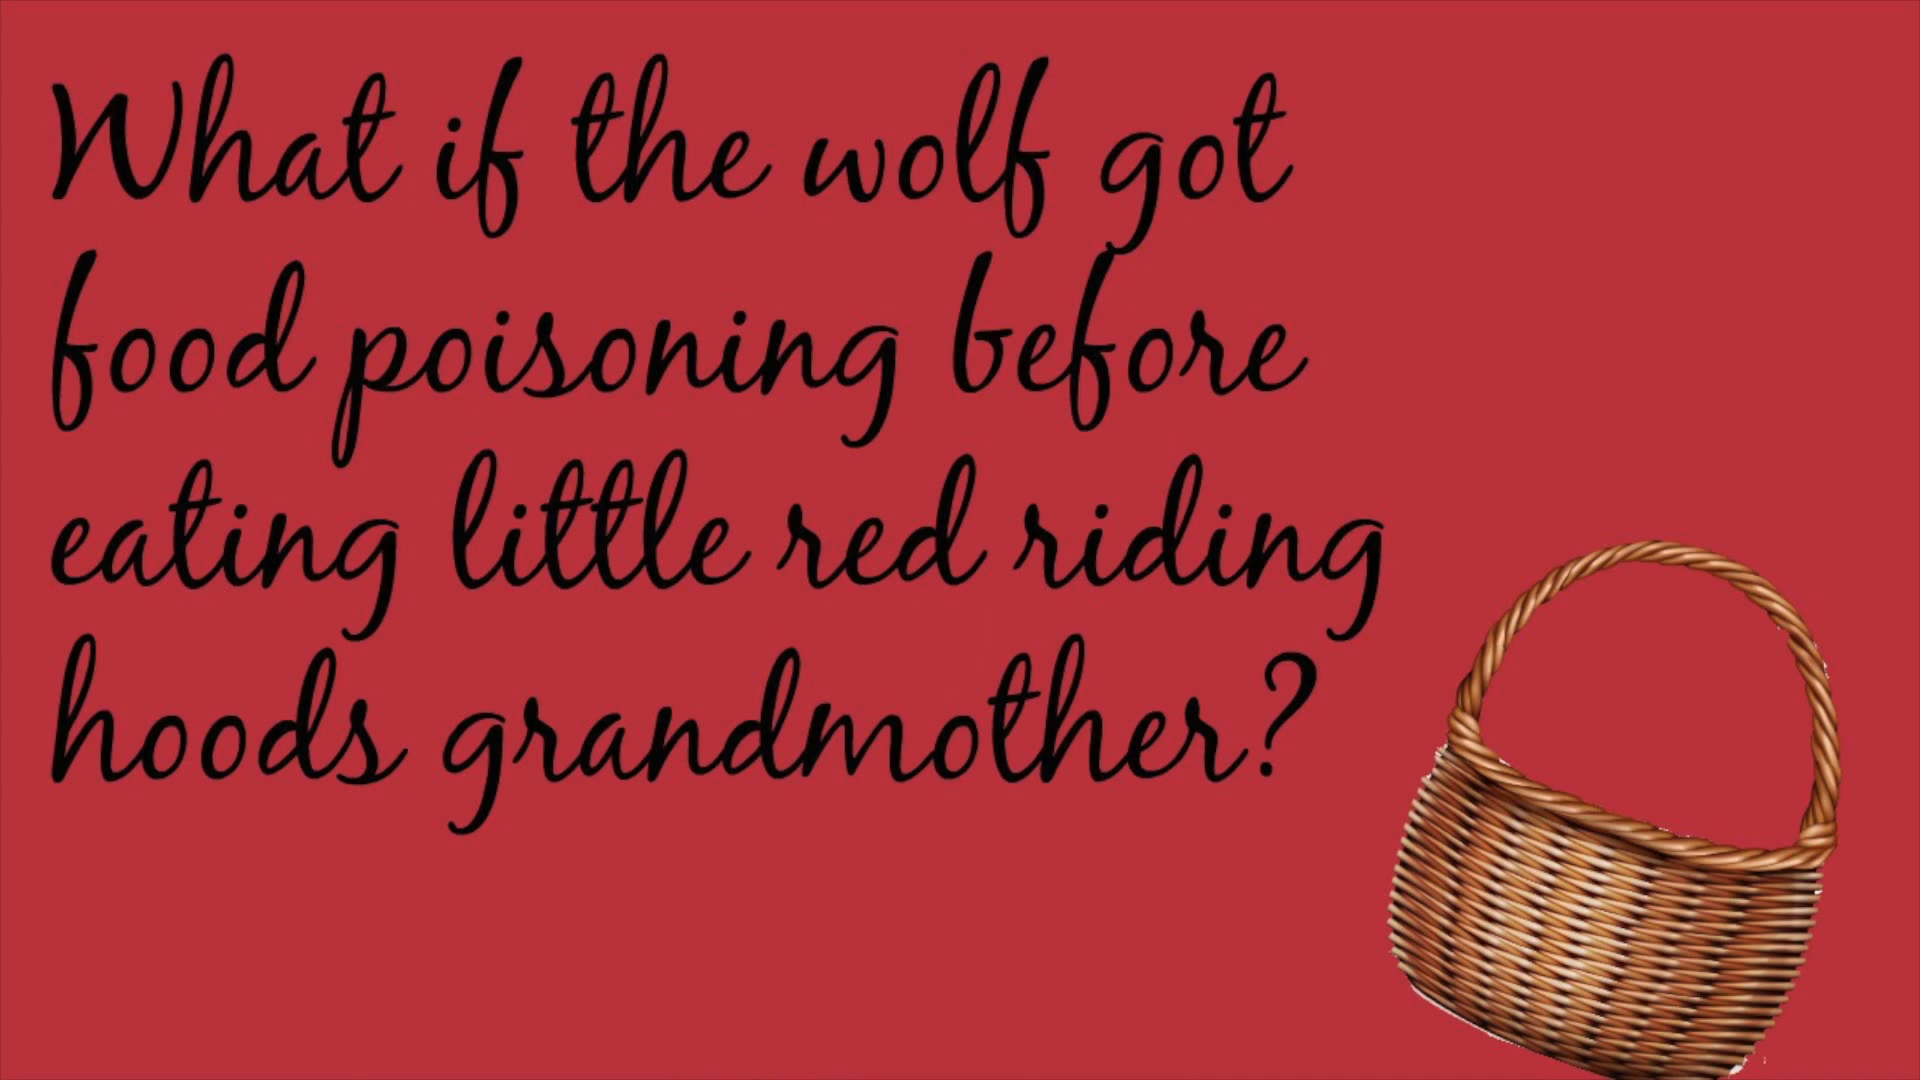 What if the wolf got
food poisoning before
eating little red riding
hoods grandmother?